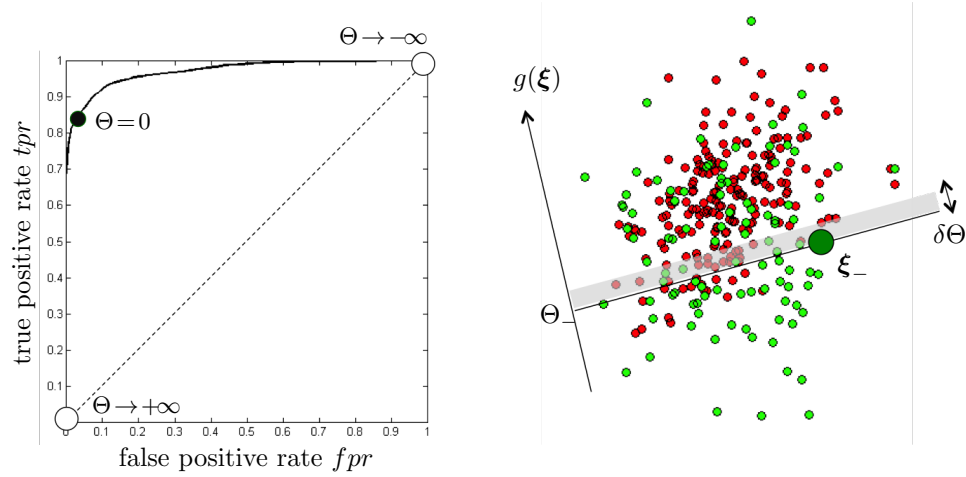 Θ → −∞
1
0.9
0.8
0.7
0.6
0.5
0.4
0.3
0.2
0.1
0
0.1
0.2
0.3
0.4
0.5
0.6
0.7
0.8
0.9
1
Θ = 0
Θ → +∞
true positive rate tpr
false positive rate fpr
g(ξ)
δΘ
ξ−
Θ−